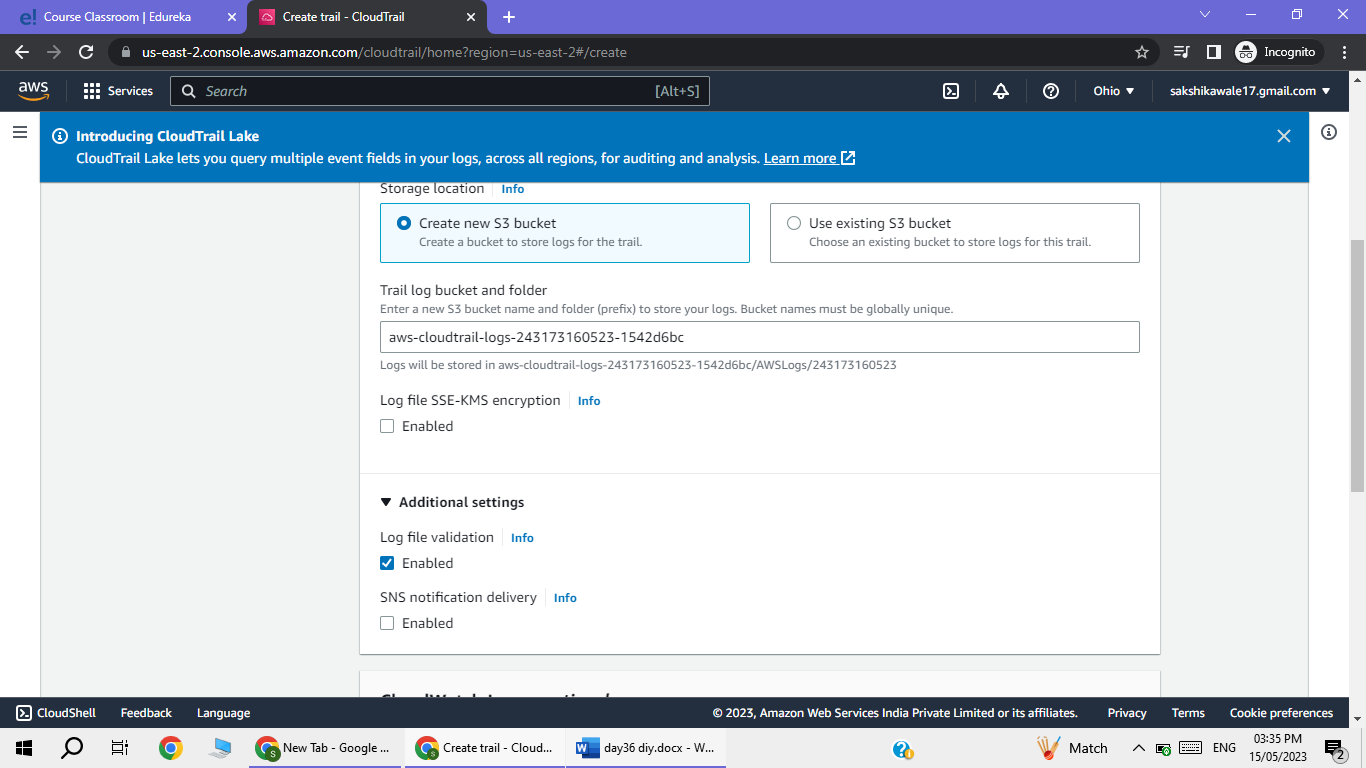 e! Course Classroom | Edureka
Create trail - CloudTrail
us-east-2.console.aws.amazon.com/cloudtrail/home?region=us-east-2#/create
Incognito
aws
Services
Search
[Alt+S]
Ohio
sakshikawale17.gmail.com
Introducing CloudTrail Lake
CloudTrail Lake lets you query multiple event fields in your logs, across all regions, for auditing and analysis. Learn more
Storage location
Info
Create new S3 bucket
Create a bucket to store logs for the trail.
Use existing S3 bucket
Choose an existing bucket to store logs for this trail.
Trail log bucket and folder
Enter a new S3 bucket name and folder (prefix) to store your logs. Bucket names must be globally unique.
aws-cloudtrail-logs-243173160523-1542d6bc
Logs will be stored in aws-cloudtrail-logs-243173160523-1542d6bc/AWSLogs/243173160523
Log file SSE-KMS encryption
Info
Enabled
Additional settings
Log file validation
Info
Enabled
SNS notification delivery
Info
Enabled
CloudShell
Feedback
Language
© 2023, Amazon Web Services India Private Limited or its affiliates.
Privacy
Terms
Cookie preferences
S
New Tab - Google ...
S
Create trail - Cloud...
W
day36 diy.docx - W...
Match
ENG
03:35 PM
15/05/2023
2